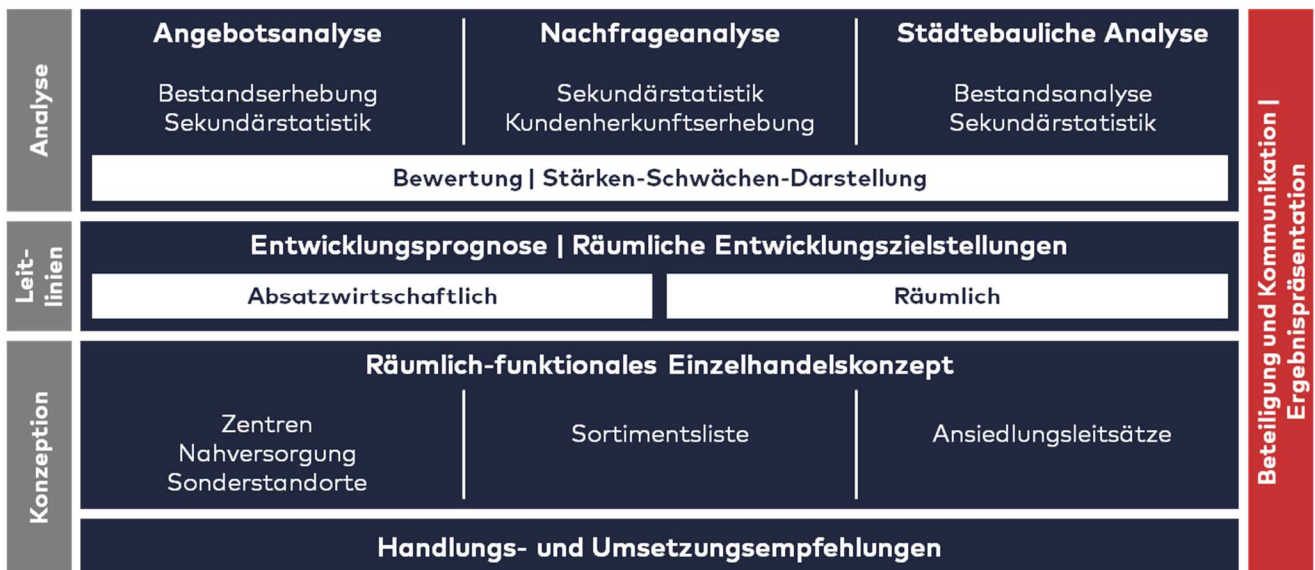 Analyse
Angebotsanalyse
Bestandserhebung
Sekundärstatistik
Nachfrageanalyse
Sekundärstatistik
Kundenherkunftserhebung
Städtebauliche Analyse
Bestandsanalyse
Sekundärstatistik
Bewertung | Stärken-Schwächen-Darstellung
Leit-
linien
Entwicklungsprognose | Räumliche Entwicklungszielstellungen
Absatzwirtschaftlich
Räumlich
Konzeption
Räumlich-funktionales Einzelhandelskonzept
Zentren
Nahversorgung
Sonderstandorte
Sortimentsliste
Ansiedlungsleitsätze
Handlungs- und Umsetzungsempfehlungen
Beteiligung und Kommunikation |
Ergebnispräsentation